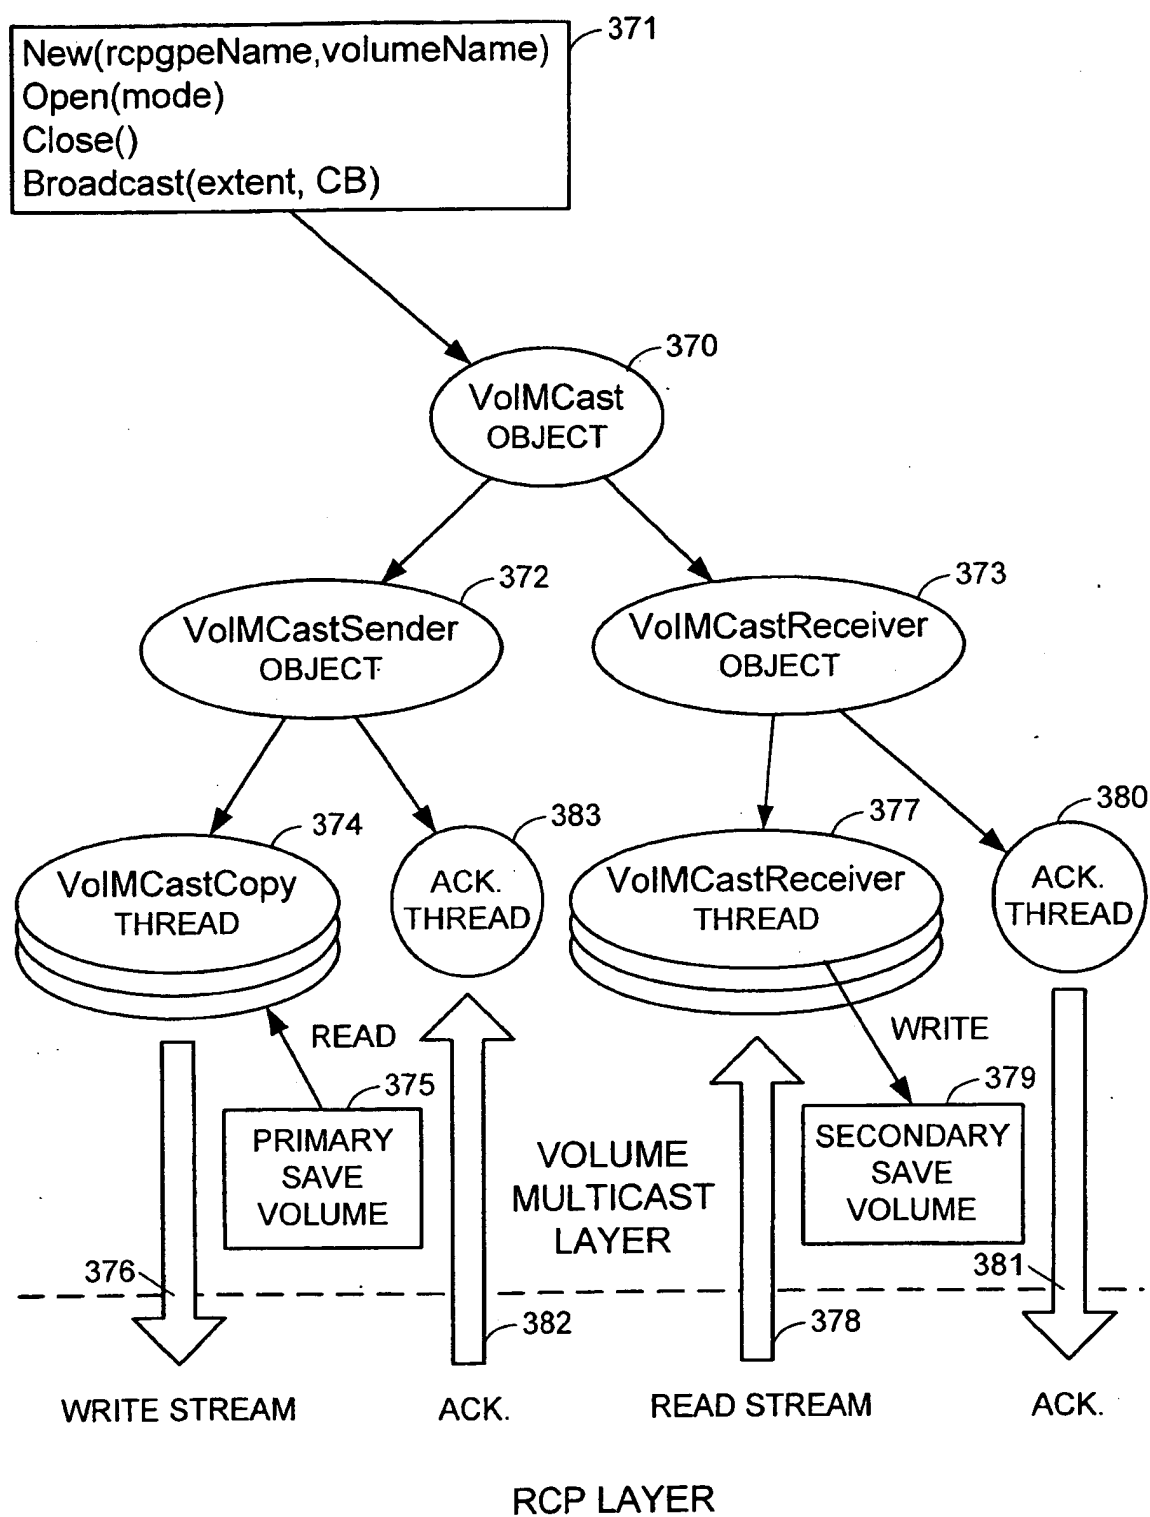 New(rcpgpeName,volumeName)
Open(mode)
Close()
Broadcast(extent, CB)
371
370
VolMCast
OBJECT
372
VolMCastSender
OBJECT
373
VolMCastReceiver
OBJECT
374
VolMCastCopy
THREAD
383
ACK.
THREAD
377
VolMCastReceiver
THREAD
380
ACK.
THREAD
READ
WRITE
375
PRIMARY
SAVE
VOLUME
VOLUME
MULTICAST
LAYER
379
SECONDARY
SAVE
VOLUME
376
382
378
381
WRITE STREAM
ACK.
READ STREAM
ACK.
RCP LAYER